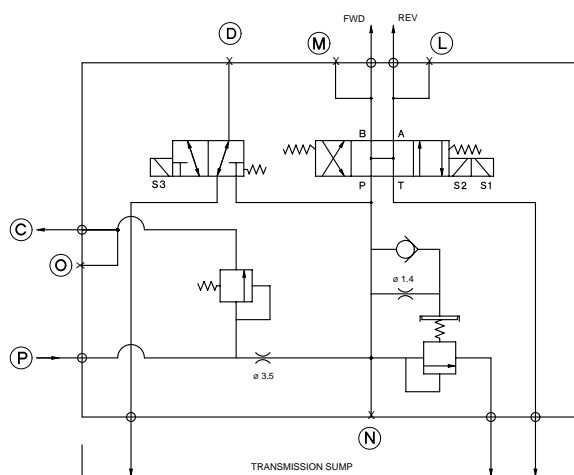 FWD REV
D
M
L
B A
S3
P T
S2 S1
C
O
ø 1.4
P
ø 3.5
N
TRANSMISSION SUMP